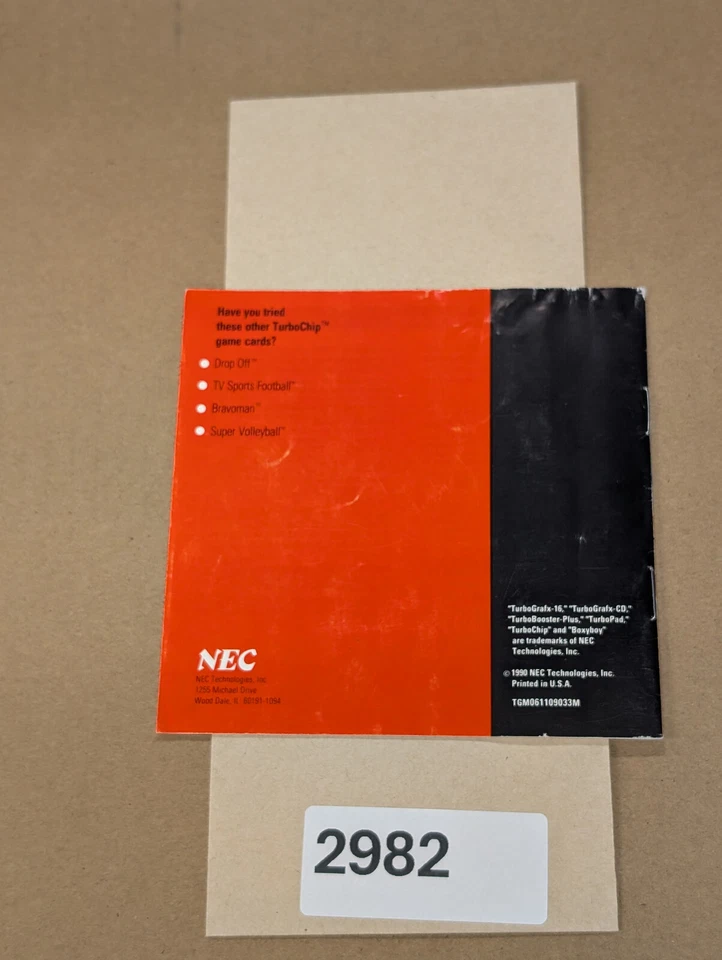 Have you tried
these other TurboChip™
game cards?
Drop Off™
TV Sports Football™
Bravoman™
Super Volleyball™
NEC
NEC Technologies, Inc.
1255 Michael Drive
Wood Dale, IL 60191-1094
"TurboGrafx-16," "TurboGrafx-CD,"
"TurboBooster-Plus," "TurboPad,"
"TurboChip" and "Boxyboy"
are trademarks of NEC
Technologies, Inc.
© 1990 NEC Technologies, Inc.
Printed in U.S.A.
TGM061109033M
2982